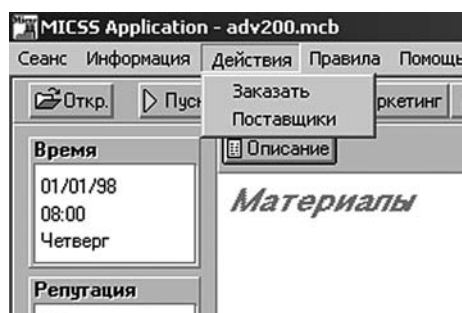 MICSS Application - adv200.mcb
Сеанс Информация Действия Правила Помощь
Откр. Пуск ркетинг
Заказать
Поставщики
Описание
Время
01/01/98
08:00
Четверг
Материалы
Репутация